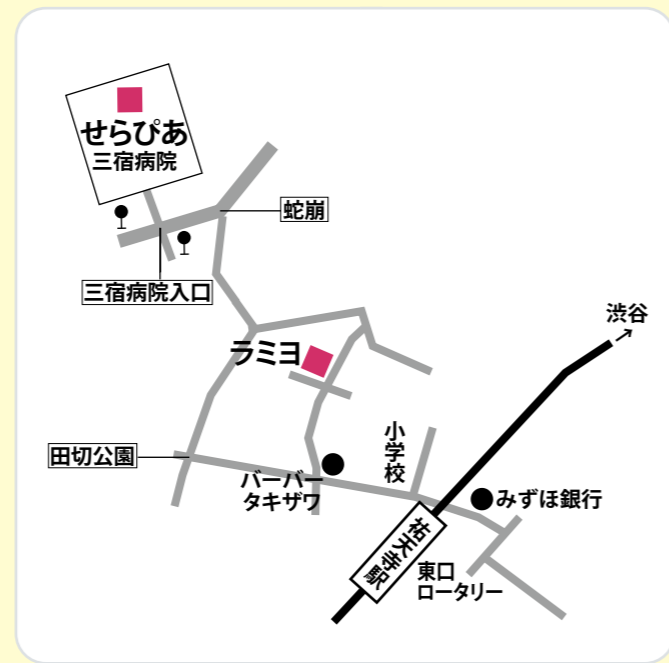 せらぴあ
三宿病院
蛇崩
三宿病院入口
渋谷
ラミヨ
田切公園
小学校
バーバー
タキザワ
みずほ銀行
祐天寺駅
東口
ロータリー